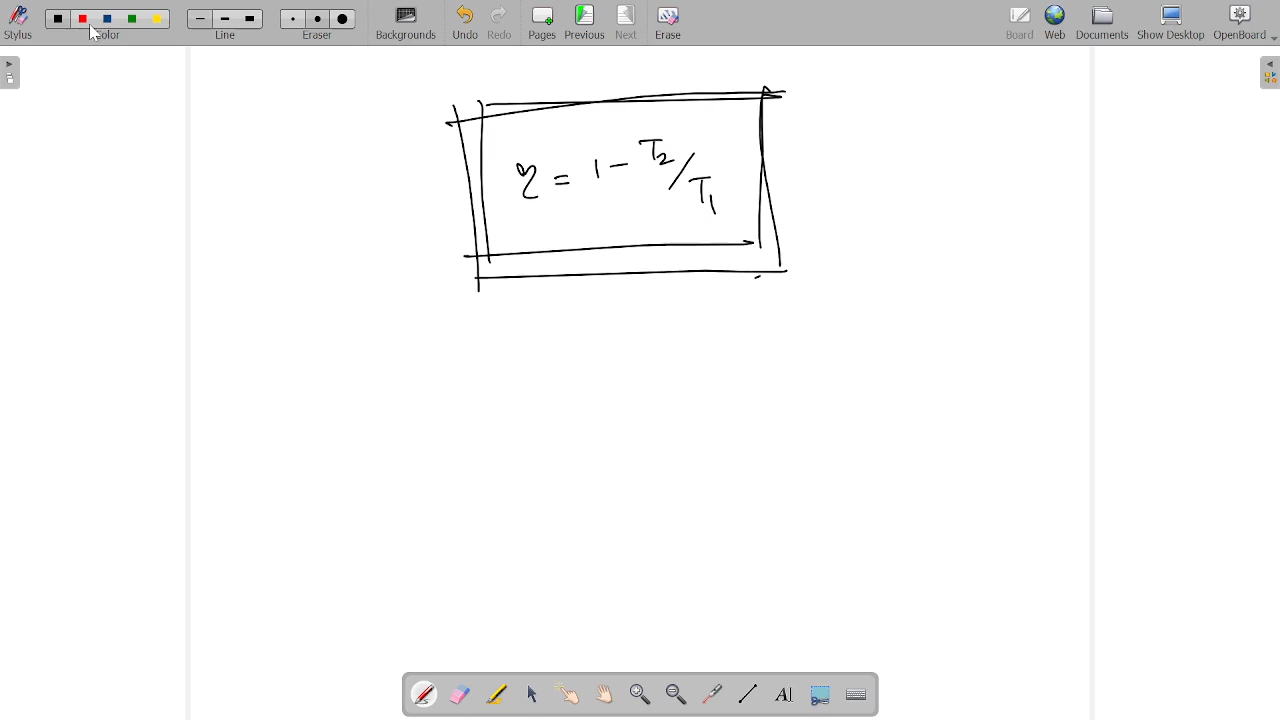 Stylus
Color
Line
Eraser
Backgrounds
Undo
Redo
Pages
Previous
Next
Erase
Board
Web
Documents
Show Desktop
OpenBoard
η = 1 - T₂/T₁
A